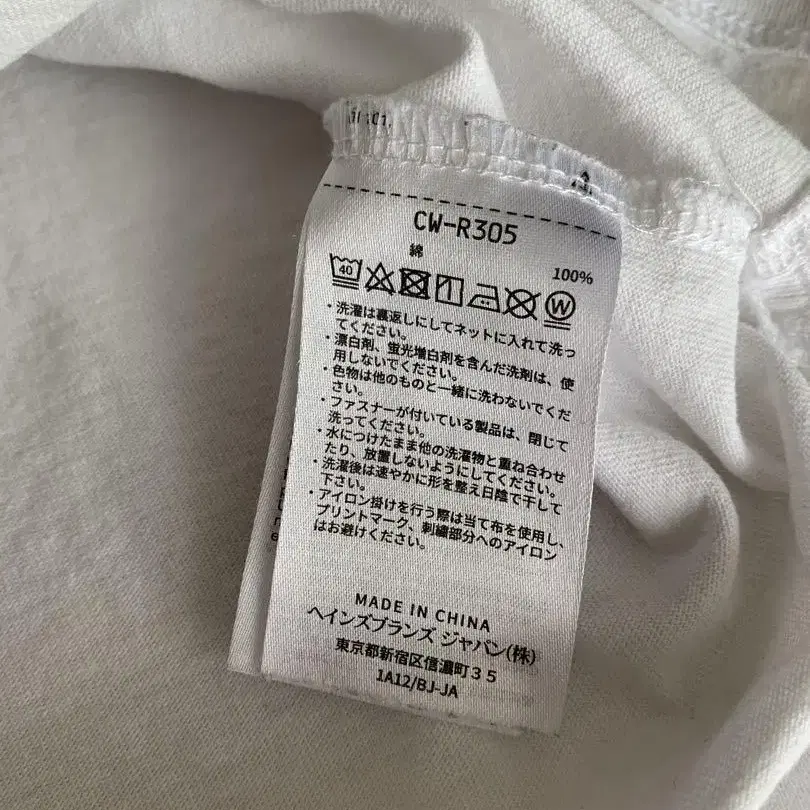 CW-R305
綿
100%
40
W
・洗濯は裏返しにしてネットに入れて洗っ
てください。
・漂白剤、蛍光増白剤を含んだ洗剤は、使
用しないでください。
・色物は他のものと一緒に洗わないでくだ
さい。
・ファスナーが付いている製品は、閉じて
洗ってください。
・水につけたまま他の洗濯物と重ね合わせ
たり、放置しないようにしてください。
・洗濯後は速やかに形を整え日陰で干して
下さい。
・アイロン掛けを行う際は当て布を使用し、
プリントマーク、刺繍部分へのアイロン
はお避けください。
MADE IN CHINA
ヘインズブランズ ジャパン(株)
東京都新宿区信濃町35
1A12/BJ-JA